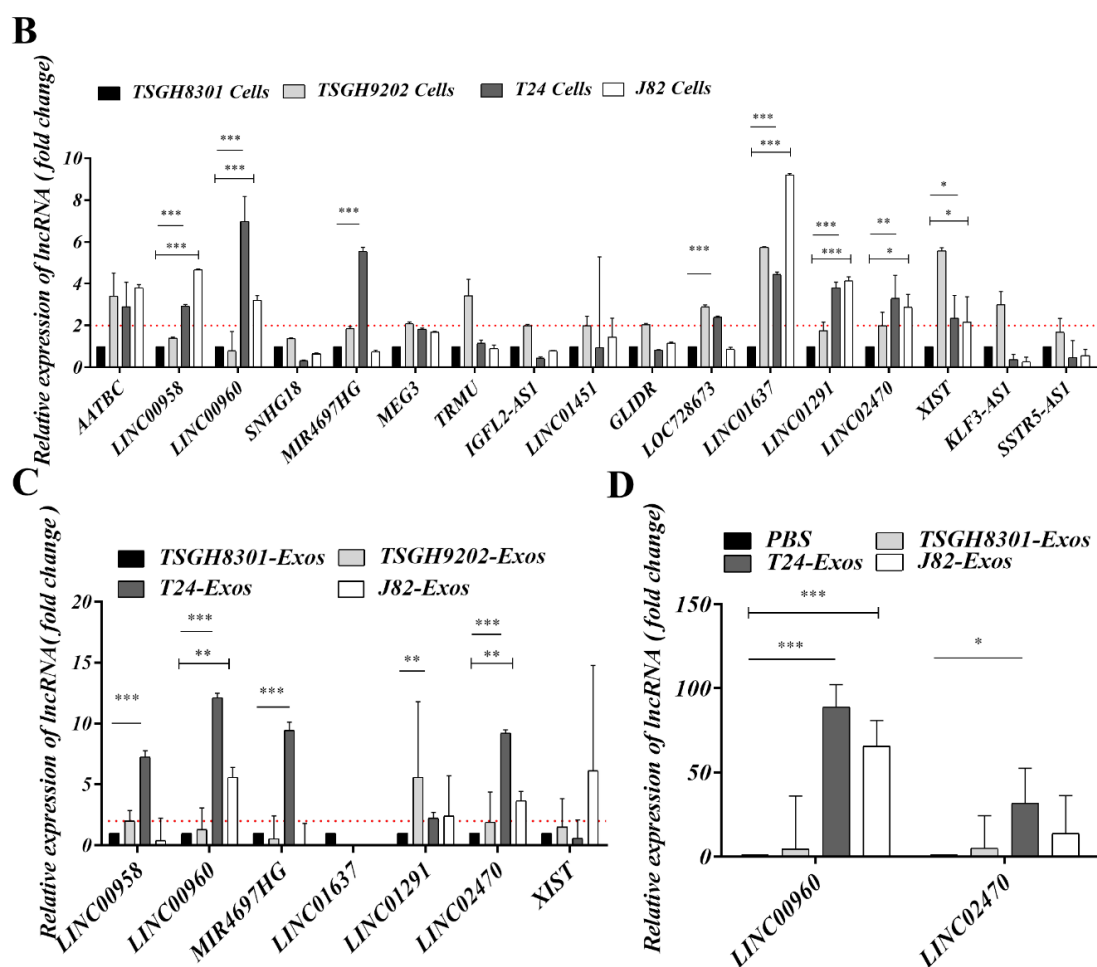 B
Relative expression of lncRNA ( fold change)
TSGH8301 Cells TSGH9202 Cells T24 Cells J82 Cells
*** *** *** *** *** *** *** *** *** *** ** * * *
10
8
6
4
2
0
AATBC LINC00958 LINC00960 SNHG18 MIR4697HG MEG3 TRMU IGFL2-AS1 LINC01451 GLIDR LOC728673 LINC01637 LINC01291 LINC02470 XIST KLF3-AS1 SSTR5-AS1
C
Relative expression of lncRNA( fold change)
TSGH8301-Exos TSGH9202-Exos
T24-Exos J82-Exos
*** *** ** *** ** *** **
20
15
10
5
0
LINC00958 LINC00960 MIR4697HG LINC01637 LINC01291 LINC02470 XIST
D
Relative expression of lncRNA ( fold change)
PBS TSGH8301-Exos
T24-Exos J82-Exos
*** *** *
150
100
50
0
LINC00960 LINC02470